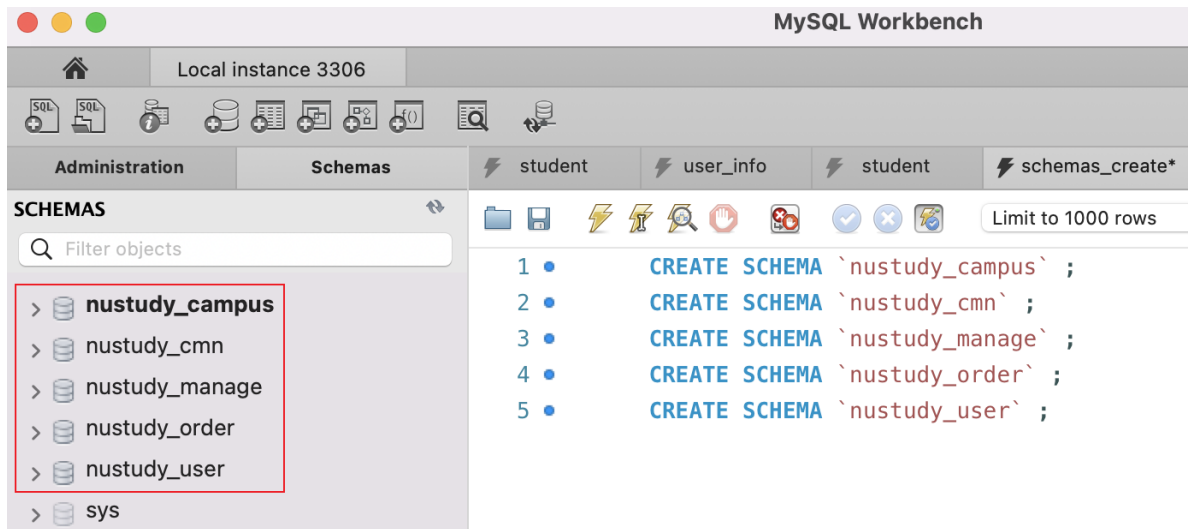 MySQL Workbench
Local instance 3306
SQL SQL f()
Administration Schemas student user_info student schemas_create*
SCHEMAS
Limit to 1000 rows
Filter objects
1 CREATE SCHEMA `nustudy_campus` ;
2 CREATE SCHEMA `nustudy_cmn` ;
3 CREATE SCHEMA `nustudy_manage` ;
4 CREATE SCHEMA `nustudy_order` ;
5 CREATE SCHEMA `nustudy_user` ;
nustudy_campus
nustudy_cmn
nustudy_manage
nustudy_order
nustudy_user
sys